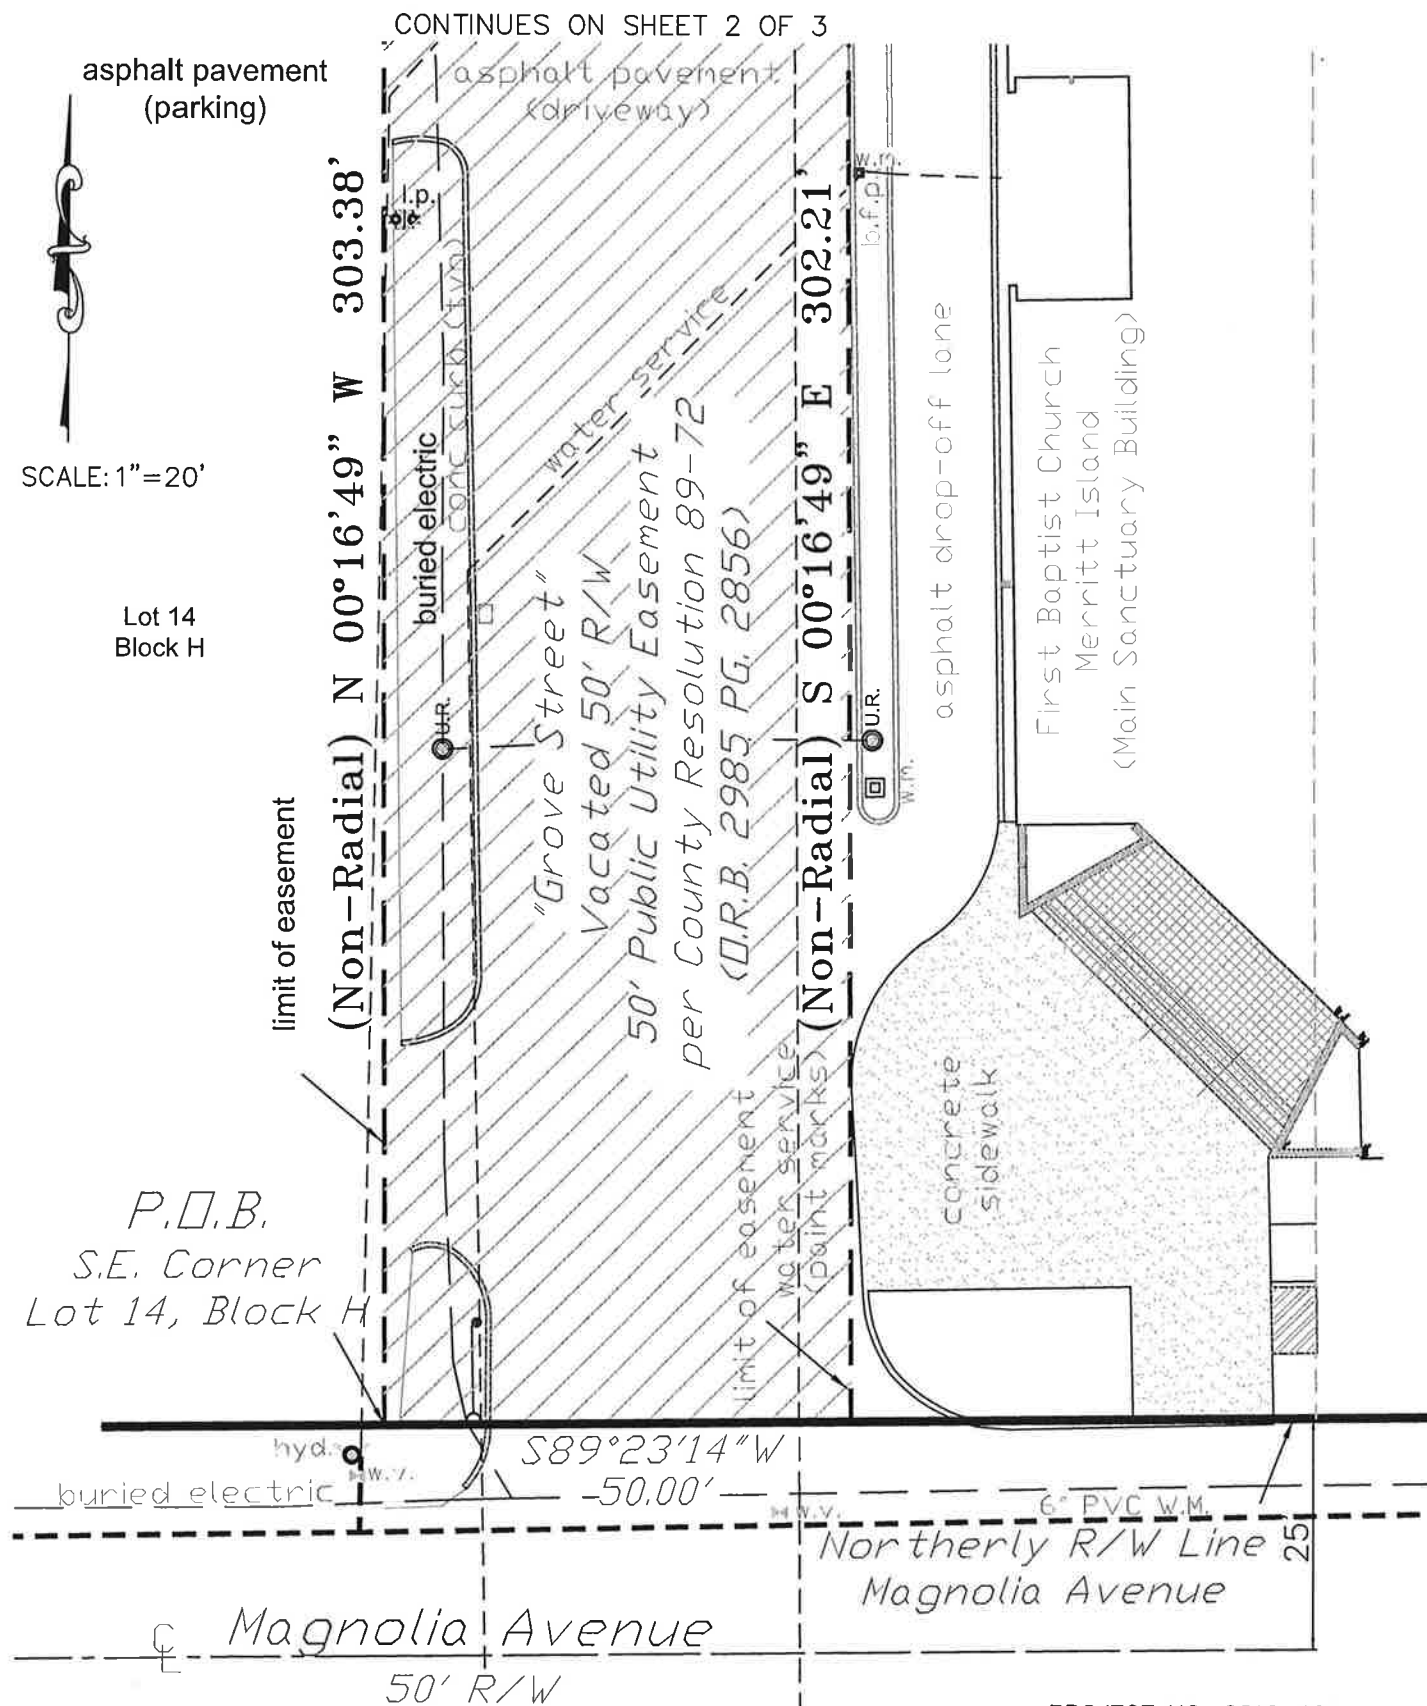 CONTINUES ON SHEET 2 OF 3
asphalt pavement
(parking)
asphalt pavement
(driveway)
SCALE: 1"=20'
Lot 14
Block H
limit of easement
(Non-Radial) N 00°16'49" W 303.38'
l.p.
buried electric
conc curb (typ)
U.R.
water service
"Grove Street"
Vacated 50' R/W
50' Public Utility Easement
per County Resolution 89-72
(O.R.B. 2985 PG. 2856)
(Non-Radial) S 00°16'49" E 302.21'
w.m.
b.f.p.
U.R.
w.m.
asphalt drop-off lane
First Baptist Church
Merritt Island
(Main Sanctuary Building)
limit of easement
water service
(paint marks)
concrete
sidewalk
P.O.B.
S.E. Corner
Lot 14, Block H
hyd.
w.v.
buried electric
S89°23'14"W
50.00'
w.v.
6" PVC W.M.
25'
Northerly R/W Line
Magnolia Avenue
CL
Magnolia Avenue
50' R/W